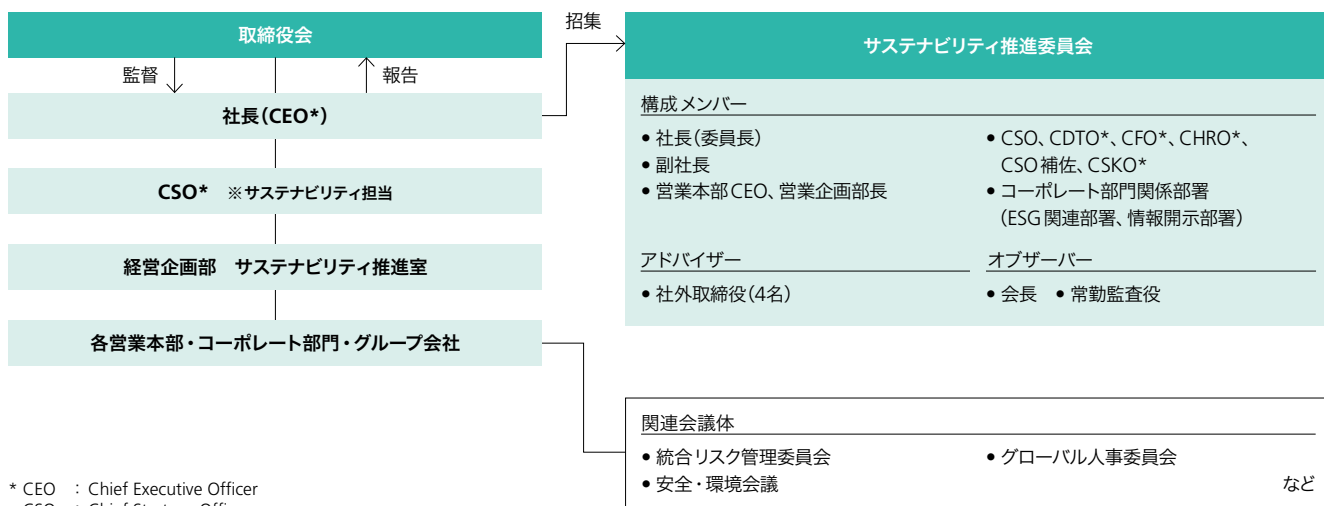 取締役会
監督
報告
社長（CEO*）
CSO* ※サステナビリティ担当
経営企画部　サステナビリティ推進室
各営業本部・コーポレート部門・グループ会社
招集
サステナビリティ推進委員会
構成メンバー
• 社長（委員長）
• 副社長
• 営業本部CEO、営業企画部長
• CSO、CDTO*、CFO*、CHRO*、
CSO補佐、CSKO*
• コーポレート部門関係部署
（ESG関連部署、情報開示部署）
アドバイザー
• 社外取締役（4名）
オブザーバー
• 会長 • 常勤監査役
関連会議体
• 統合リスク管理委員会
• 安全・環境会議
• グローバル人事委員会
など
* CEO ： Chief Executive Officer
CSO ： Chief Strategy Officer